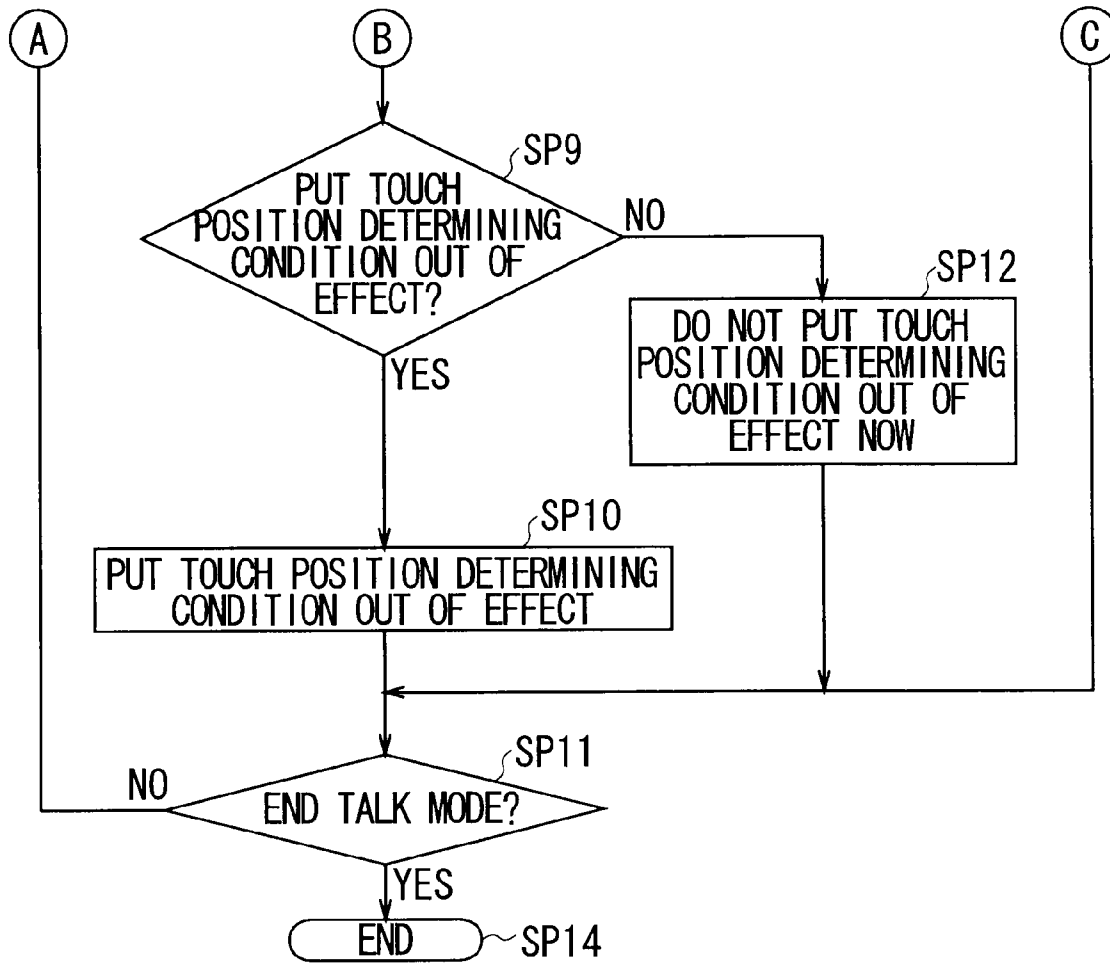 A
B
C
SP9
PUT TOUCH
POSITION DETERMINING
CONDITION OUT OF
EFFECT?
NO
YES
SP12
DO NOT PUT TOUCH
POSITION DETERMINING
CONDITION OUT OF
EFFECT NOW
SP10
PUT TOUCH POSITION DETERMINING
CONDITION OUT OF EFFECT
SP11
NO
END TALK MODE?
YES
END
SP14